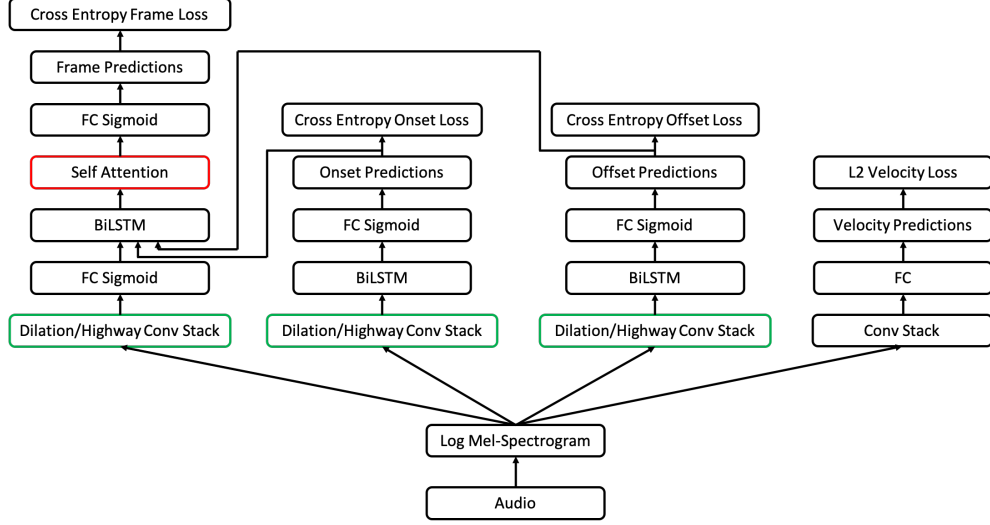 Cross Entropy Frame Loss
Frame Predictions
FC Sigmoid
Self Attention
BiLSTM
FC Sigmoid
Dilation/Highway Conv Stack
Cross Entropy Onset Loss
Onset Predictions
FC Sigmoid
BiLSTM
Dilation/Highway Conv Stack
Cross Entropy Offset Loss
Offset Predictions
FC Sigmoid
BiLSTM
Dilation/Highway Conv Stack
L2 Velocity Loss
Velocity Predictions
FC
Conv Stack
Log Mel-Spectrogram
Audio